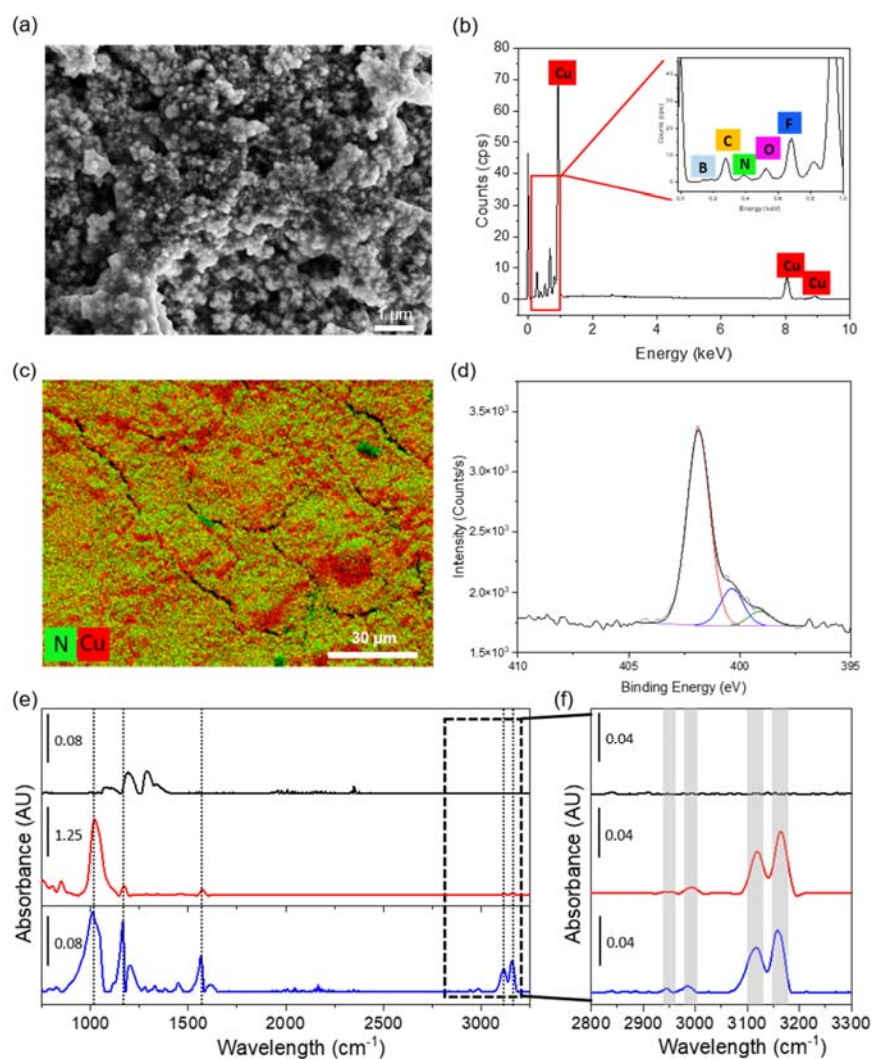 (a)
1 μm
(b)
80
70
60
50
40
30
20
10
0
Counts (cps)
0
2
4
6
8
10
Energy (keV)
Cu
Cu
Cu
B
C
N
O
F
Counts (cps)
Energy (keV)
(c)
N Cu
30 μm
(d)
3.5×10³
3.0×10³
2.5×10³
2.0×10³
1.5×10³
Intensity (Counts/s)
410
405
400
395
Binding Energy (eV)
(e)
0.08
1.25
0.08
Absorbance (AU)
1000
1500
2000
2500
3000
Wavelength (cm⁻¹)
(f)
0.04
0.04
0.04
Absorbance (AU)
2800
2900
3000
3100
3200
3300
Wavelength (cm⁻¹)